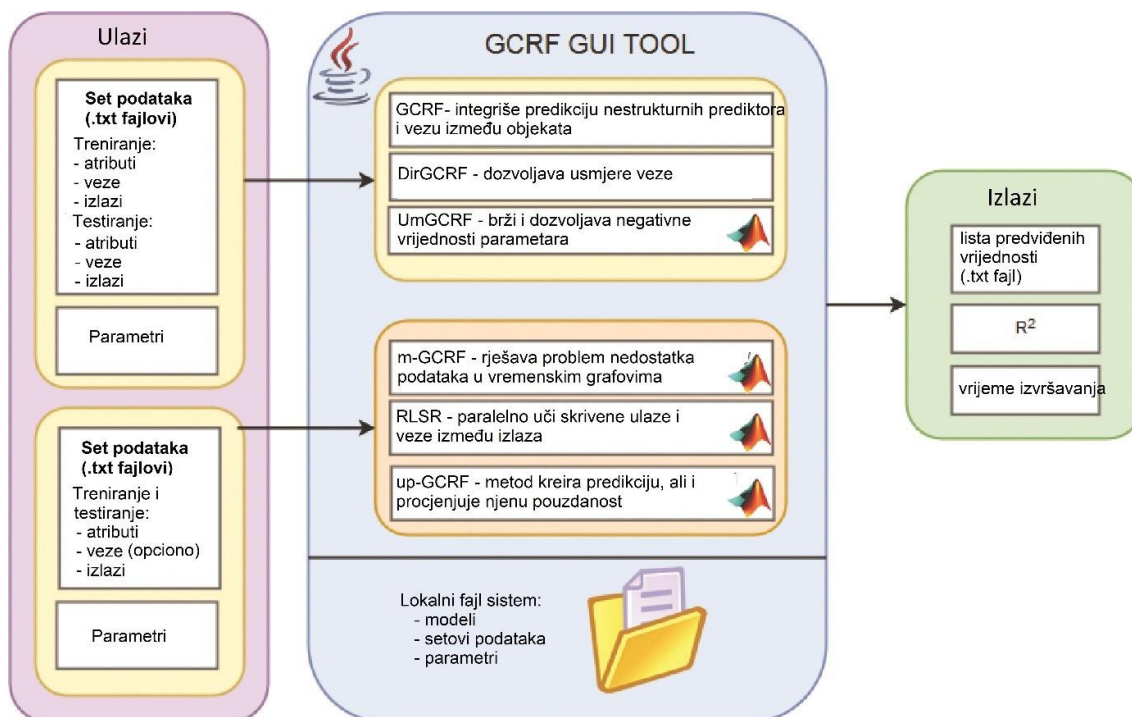 Ulazi
Set podataka
(.txt fajlovi)
Treniranje:
- atributi
- veze
- izlazi
Testiranje:
- atributi
- veze
- izlazi
Parametri
Set podataka
(.txt fajlovi)
Treniranje i
testiranje:
- atributi
- veze (opciono)
- izlazi
Parametri
GCRF GUI TOOL
GCRF- integriše predikciju nestrukturnih prediktora
i vezu između objekata
DirGCRF - dozvoljava usmjere veze
UmGCRF - brži i dozvoljava negativne
vrijednosti parametara
m-GCRF - rješava problem nedostatka
podataka u vremenskim grafovima
RLSR - paralelno uči skrivene ulaze i
veze između izlaza
up-GCRF - metod kreira predikciju, ali i
procjenjuje njenu pouzdanost
Lokalni fajl sistem:
- modeli
- setovi podataka
- parametri
Izlazi
lista predviđenih
vrijednosti
(.txt fajl)
R²
vrijeme izvršavanja